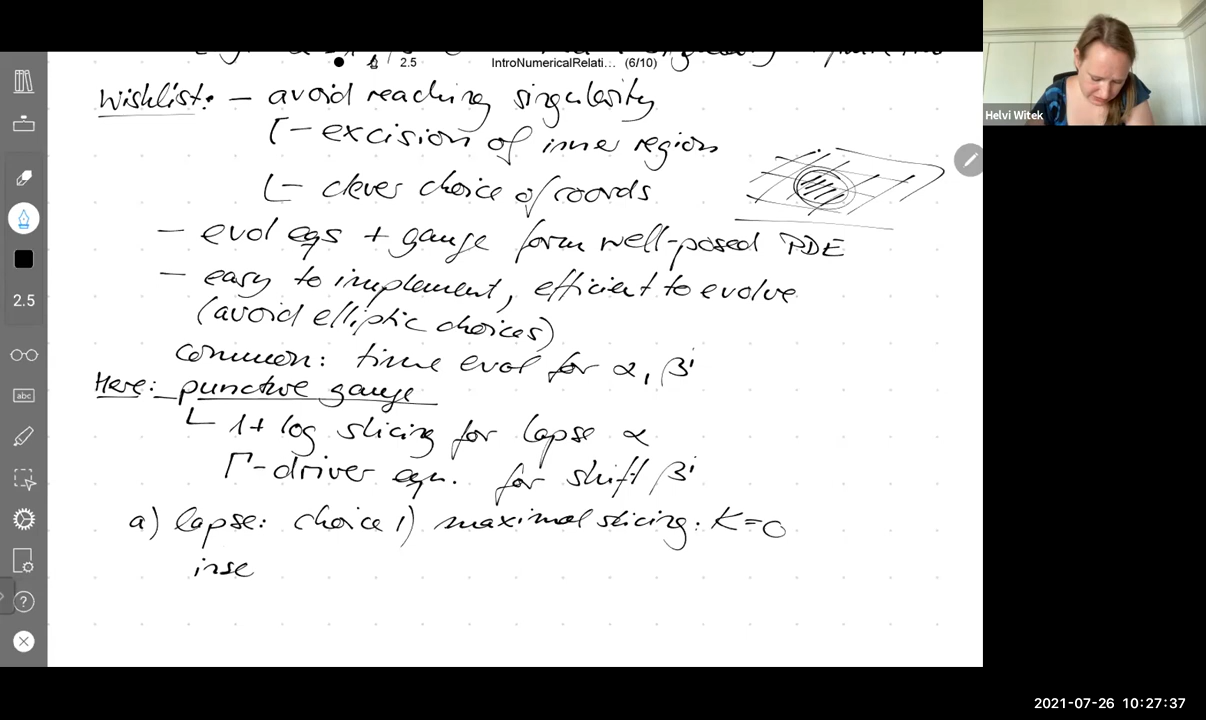 2.5
IntroNumericalRelati... (6/10)
Wishlist: - avoid reaching singularity
- excision of inner region
- clever choice of coords
- evol eqs + gauge form well-posed PDE
- easy to implement, efficient to evolve
(avoid elliptic choices)
common: time evol for α, βⁱ
Here: puncture gauge
1+log slicing for lapse α
Γ-driver eqn. for shift βⁱ
a) lapse: choice 1) maximal slicing: K=0
inse
2.5
abc
Helvi Witek
2021-07-26 10:27:37